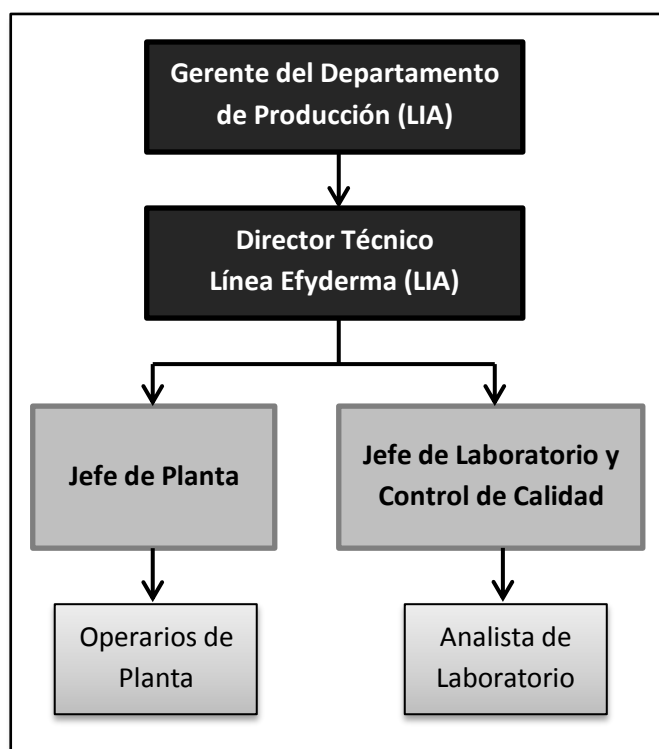 Gerente del Departamento
de Producción (LIA)
Director Técnico
Línea Efyderma (LIA)
Jefe de Planta
Jefe de Laboratorio y
Control de Calidad
Operarios de
Planta
Analista de
Laboratorio